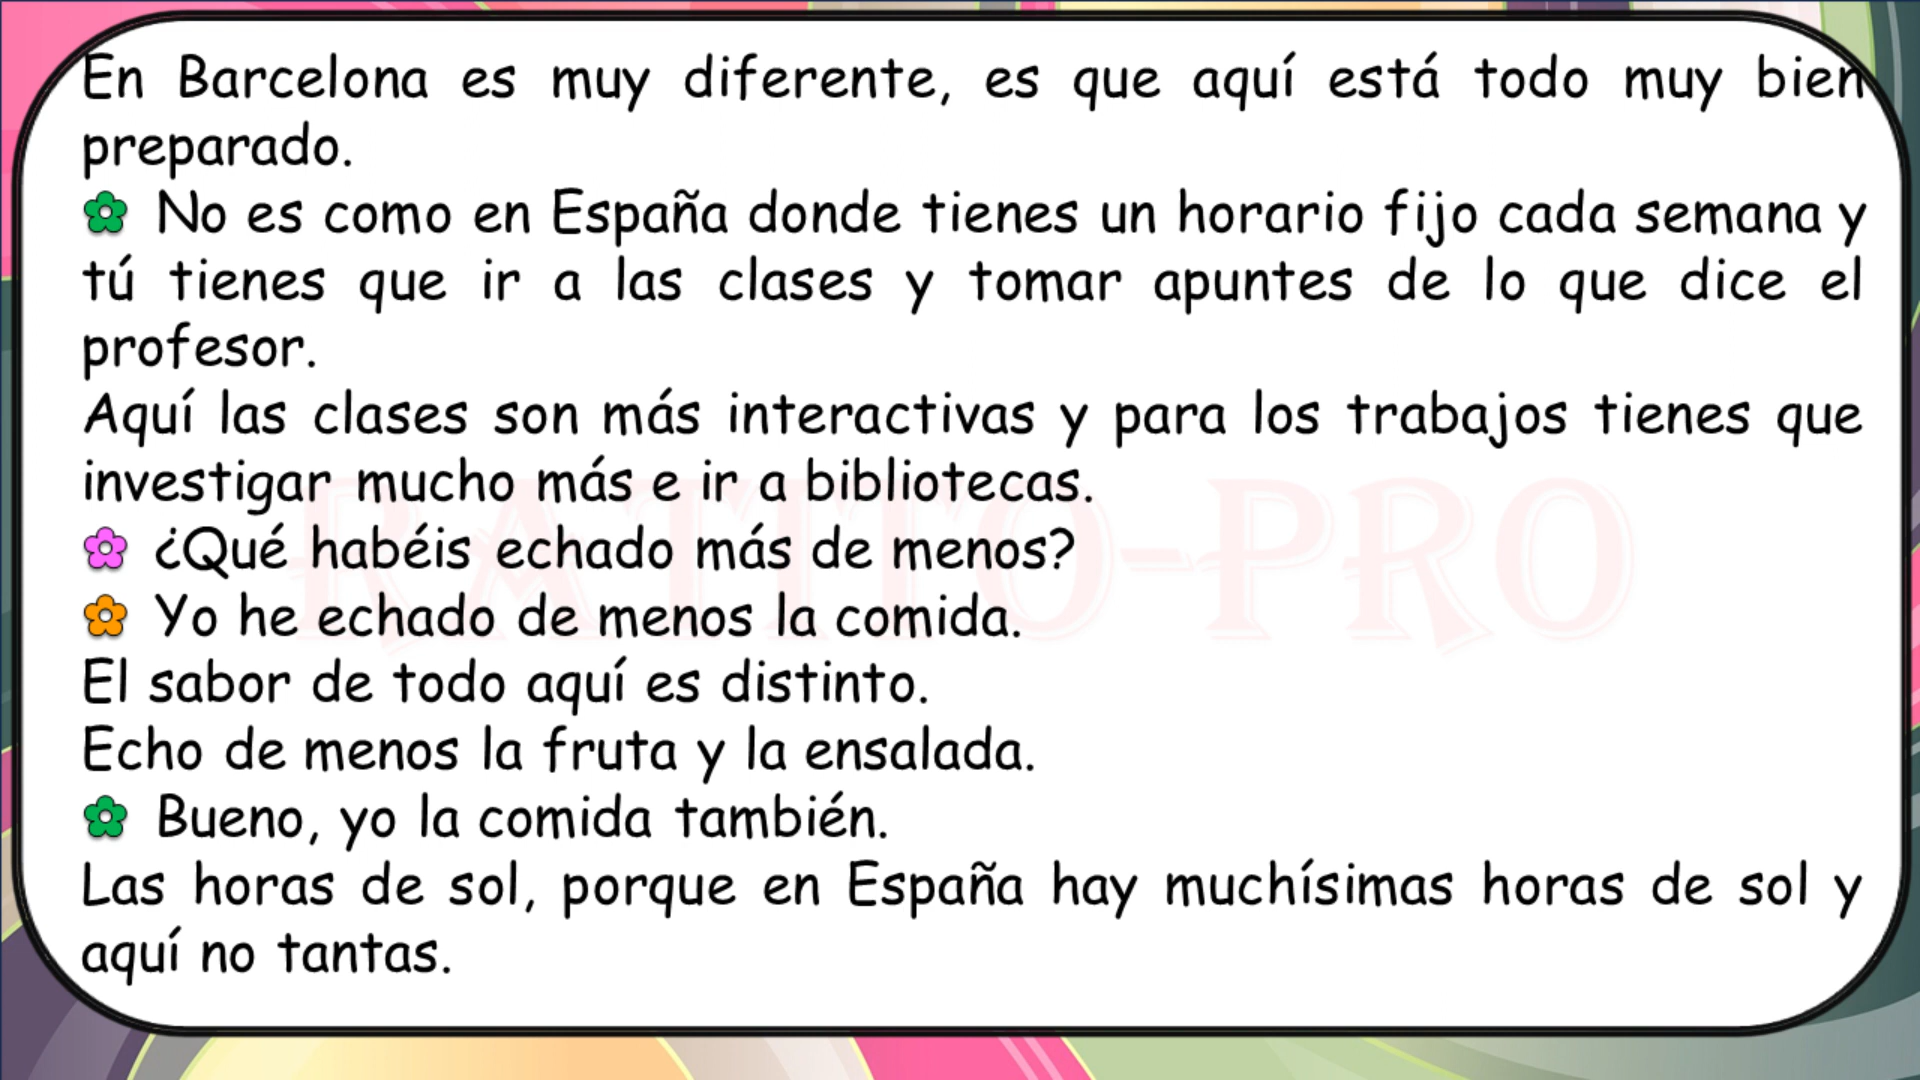 En Barcelona es muy diferente, es que aquí está todo muy bien
preparado.
No es como en España donde tienes un horario fijo cada semana y
tú tienes que ir a las clases y tomar apuntes de lo que dice el
profesor.
Aquí las clases son más interactivas y para los trabajos tienes que
investigar mucho más e ir a bibliotecas.
¿Qué habéis echado más de menos?
Yo he echado de menos la comida.
El sabor de todo aquí es distinto.
Echo de menos la fruta y la ensalada.
Bueno, yo la comida también.
Las horas de sol, porque en España hay muchísimas horas de sol y
aquí no tantas.
RATITO-PRO